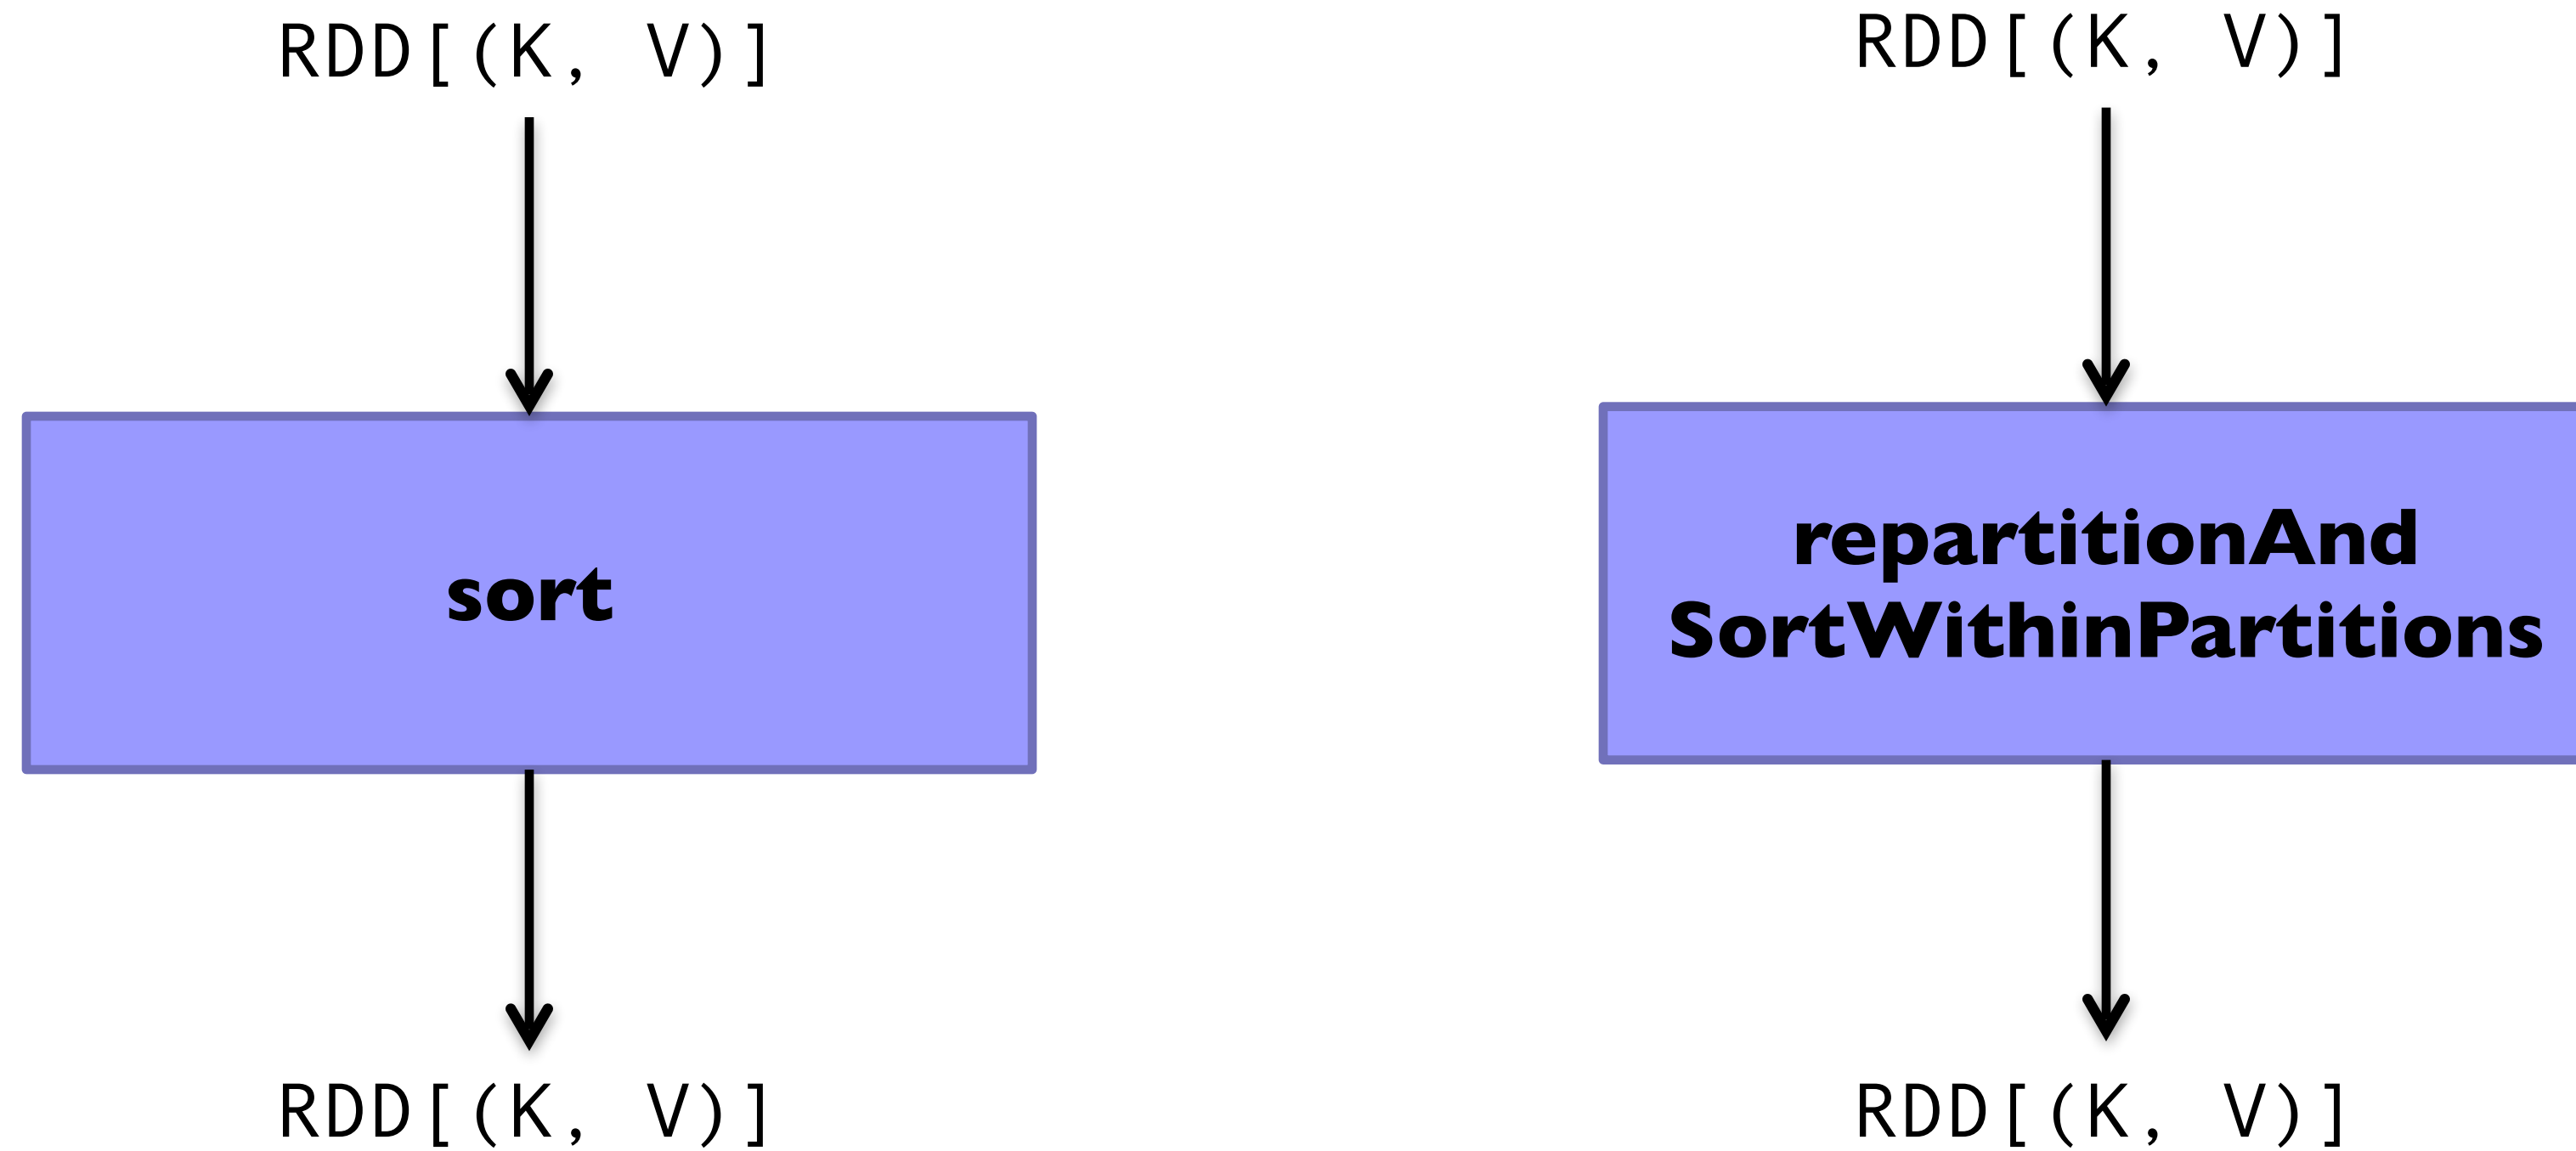 RDD[(K, V)]
sort
RDD[(K, V)]
RDD[(K, V)]
repartitionAnd
SortWithinPartitions
RDD[(K, V)]